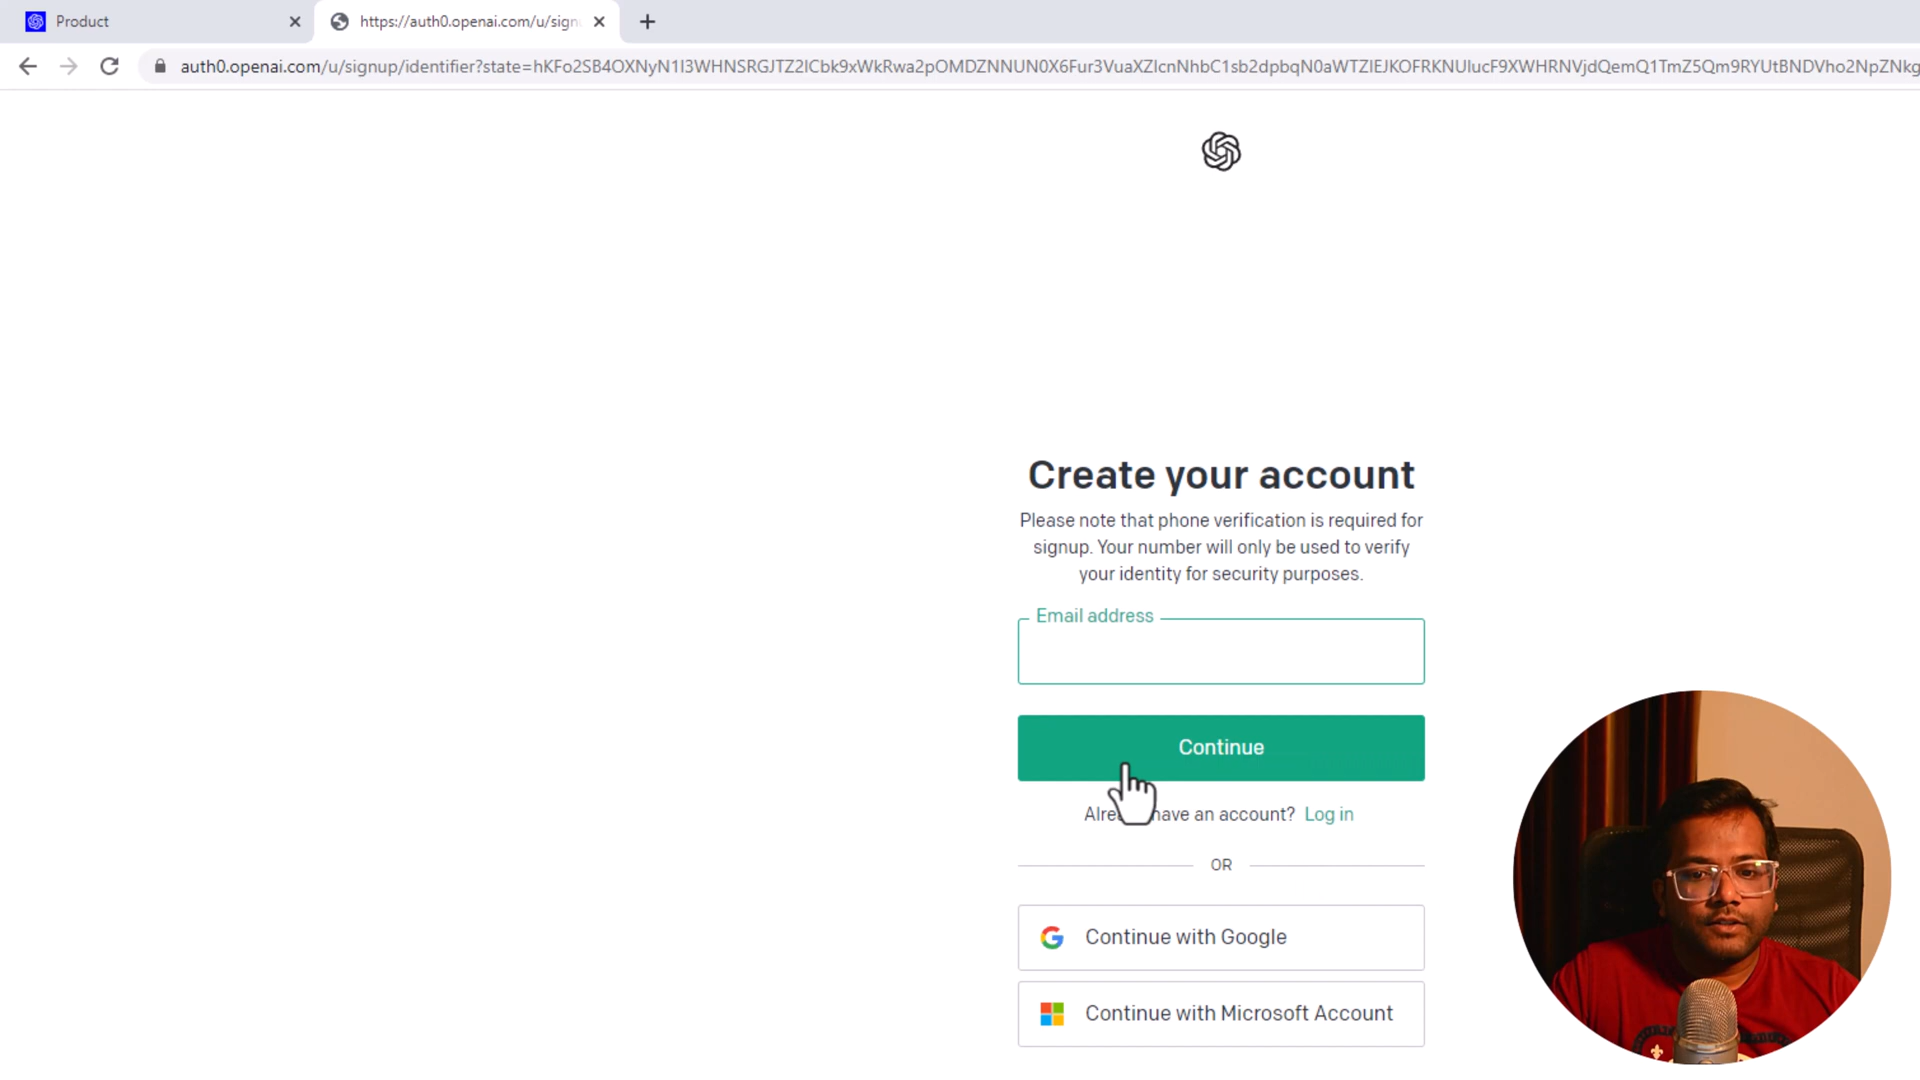 Product
https://auth0.openai.com/u/sign
auth0.openai.com/u/signup/identifier?state=hKFo2SB4OXNyN1I3WHNSRGJTZ2lCbk9xWkRwa2pOMDZNNUN0X6Fur3VuaXZlcnNhbC1sb2dpbqN0aWTZIEJKOFRKNUlucF9XWHRNVjdQemQ1TmZ5Qm9RYUtBNDVho2NpZNkg
Create your account
Please note that phone verification is required for
signup. Your number will only be used to verify
your identity for security purposes.
Email address
Continue
have an account? Log in
OR
Continue with Google
Continue with Microsoft Account